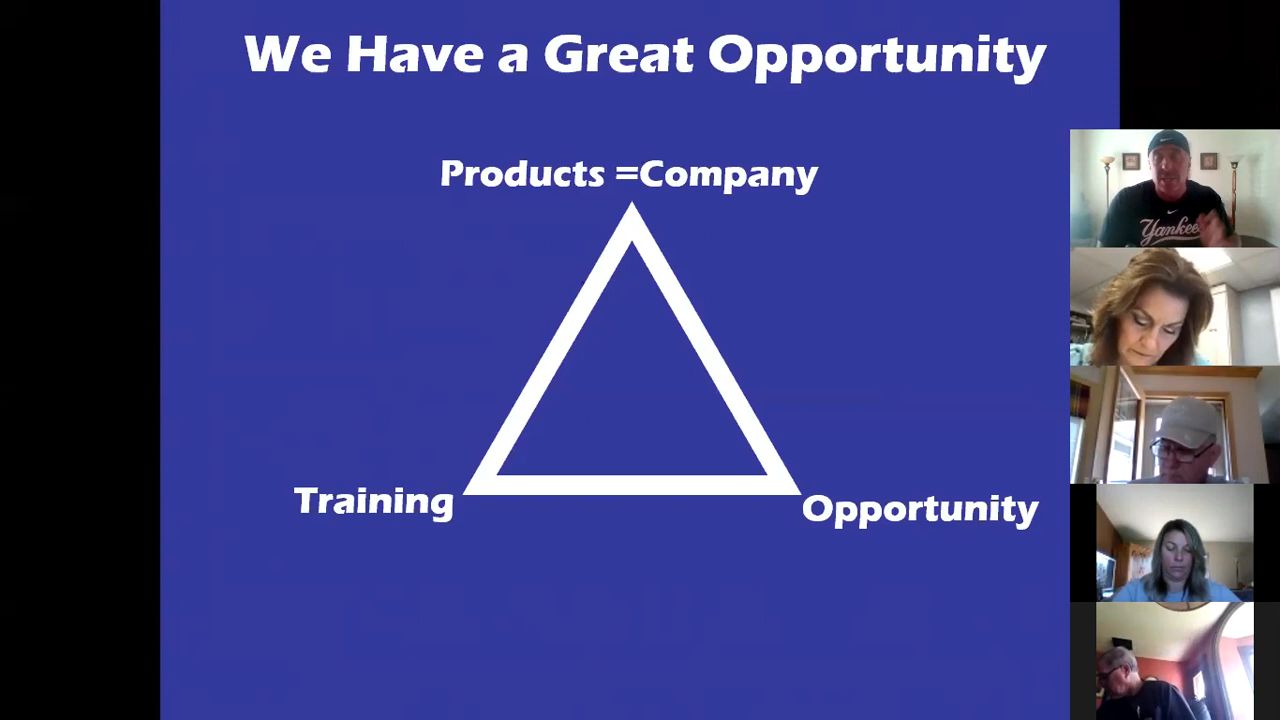 We Have a Great Opportunity
Products =Company
Training
Opportunity
Yankees